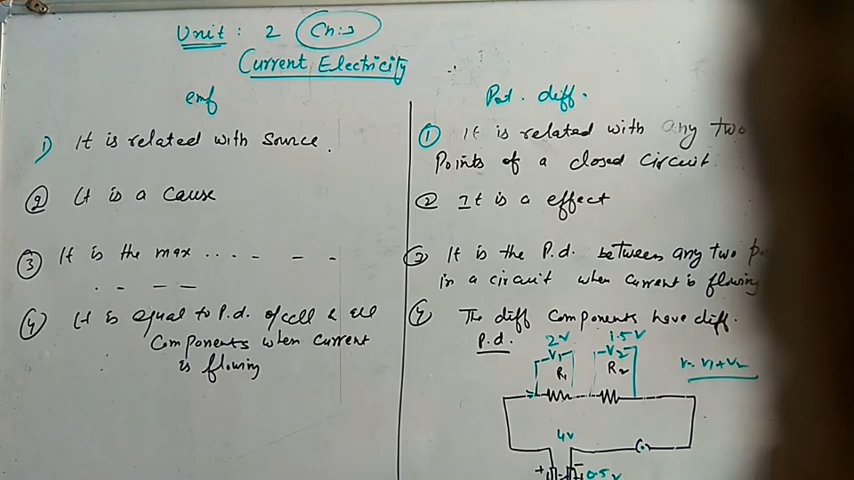 Unit : 2 Ch:3
Current Electricity
emf
1) It is related with Source.
② It is a Cause
③ It is the max .... - - -
. - - -
④ It is equal to P.d. of cell & all
Components when current
is flowing
Pot. diff.
① It is related with any two
Points of a closed Circuit.
② It is a effect
③ It is the P.d. between any two
in a circuit when current is flowing
④ The diff Components have diff.
P.d.
2V 1.5V
V1 V2
R1 R2
V = V1+V2
4V
+ -
0.5V